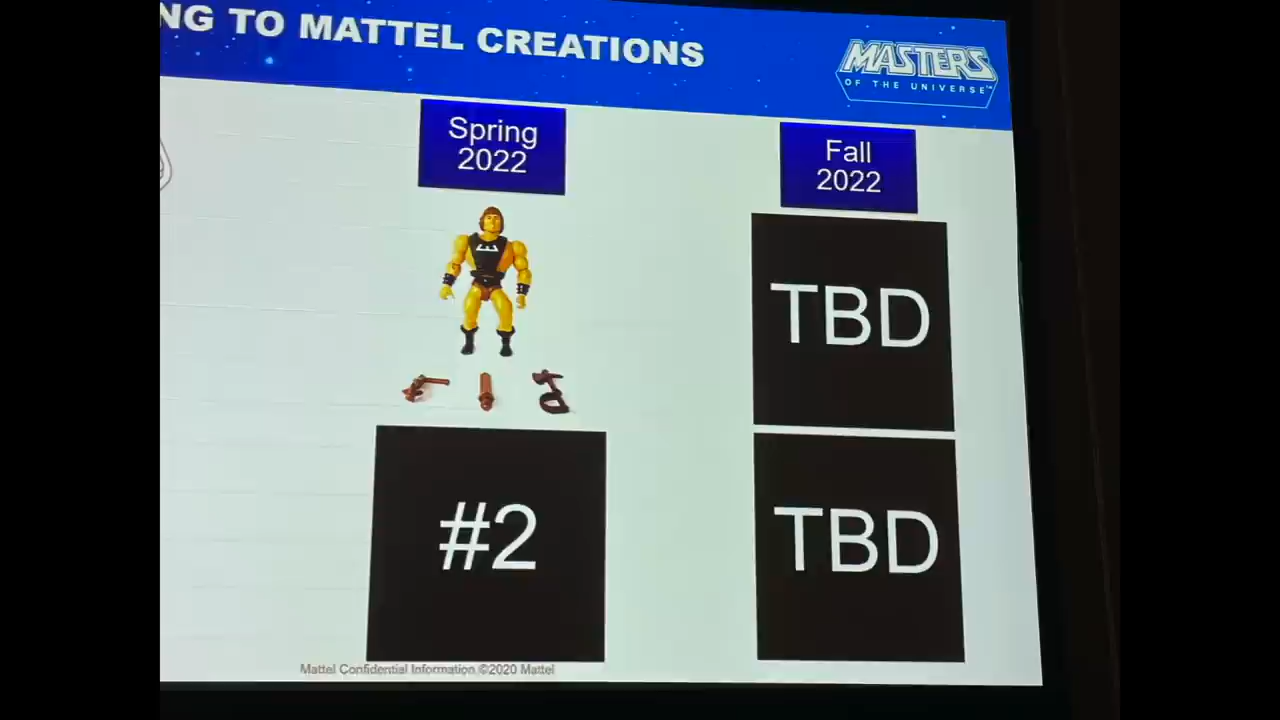 NG TO MATTEL CREATIONS
MASTERS
OF THE UNIVERSE™
Spring
2022
Fall
2022
TBD
#2
TBD
Mattel Confidential Information ©2020 Mattel